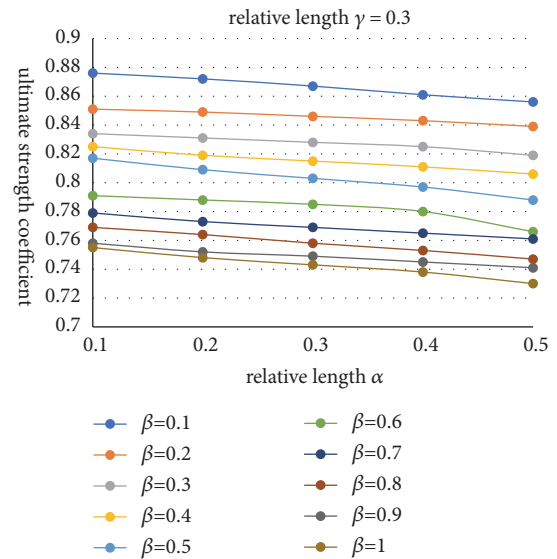 relative length γ = 0.3
ultimate strength coefficient
0.9
0.88
0.86
0.84
0.82
0.8
0.78
0.76
0.74
0.72
0.7
0.1 0.2 0.3 0.4 0.5
relative length α
β=0.1 β=0.6
β=0.2 β=0.7
β=0.3 β=0.8
β=0.4 β=0.9
β=0.5 β=1